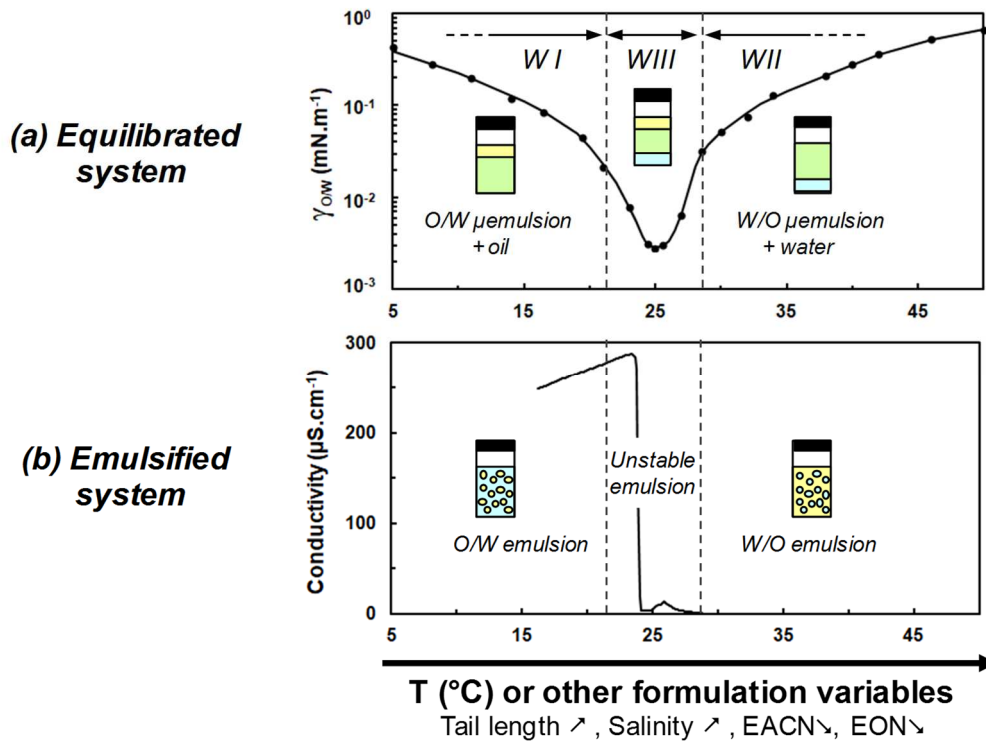 (a) Equilibrated
system
γO/W (mN.m-1)
10⁰
10-1
10-2
10-3
W I
WIII
WII
O/W µemulsion
+ oil
W/O µemulsion
+ water
5
15
25
35
45
(b) Emulsified
system
Conductivity (µS.cm-1)
300
200
100
0
Unstable
emulsion
O/W emulsion
W/O emulsion
5
15
25
35
45
T (°C) or other formulation variables
Tail length ↗ , Salinity ↗ , EACN↘, EON↘